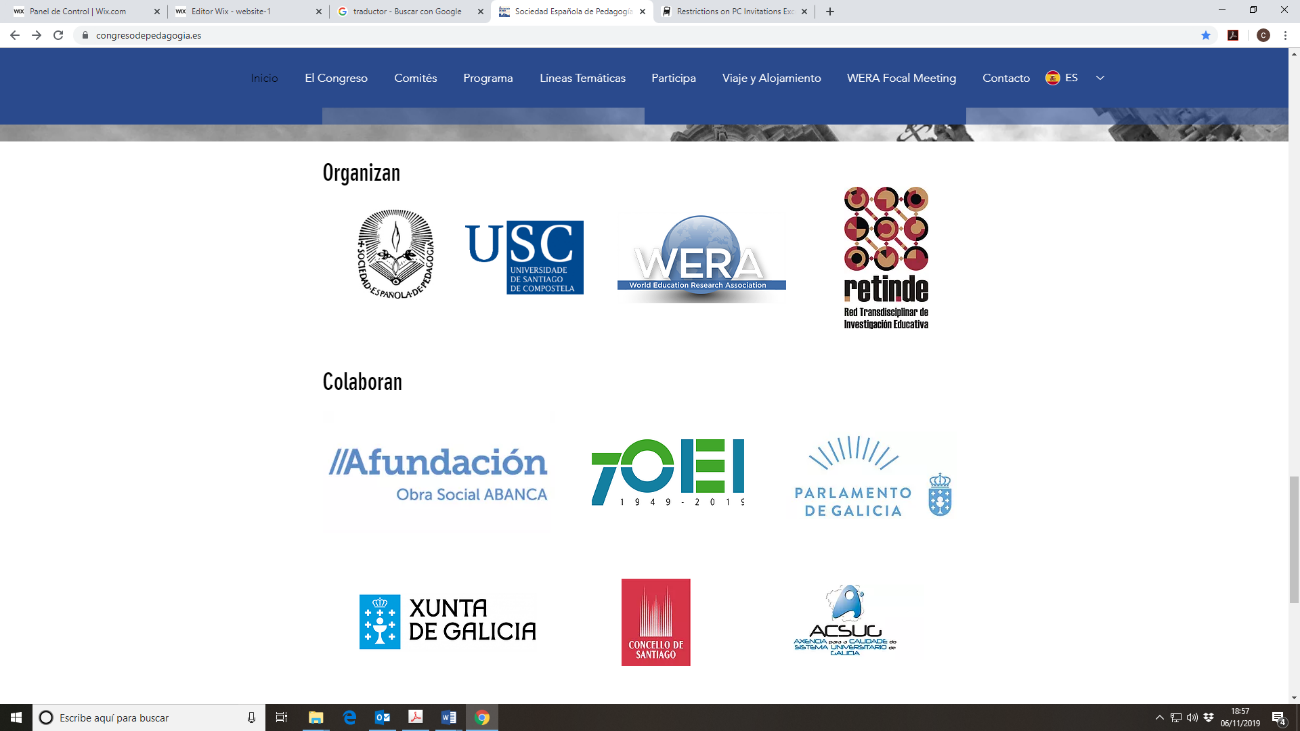 Panel de Control | Wix.com
Editor Wix - website-1
traductor - Buscar con Google
Sociedad Española de Pedagogí
Restrictions on PC Invitations Exc
congresodepedagogia.es
C
Inicio
El Congreso
Comités
Programa
Líneas Temáticas
Participa
Viaje y Alojamiento
WERA Focal Meeting
Contacto
ES
Organizan
SOCIEDAD·ESPAÑOLA·DE·PEDAGOGÍA
USC
UNIVERSIDADE
DE SANTIAGO
DE COMPOSTELA
WERA
World Education Research Association
retinde
Red Transdisciplinar de
Investigación Educativa
Colaboran
//Afundación
Obra Social ABANCA
70EI
1949-2019
PARLAMENTO
DE GALICIA
XUNTA
DE GALICIA
CONCELLO DE
SANTIAGO
ACSUG
AXENCIA para a CALIDADE do
SISTEMA UNIVERSITARIO de
GALICIA
Escribe aquí para buscar
18:57
06/11/2019
4